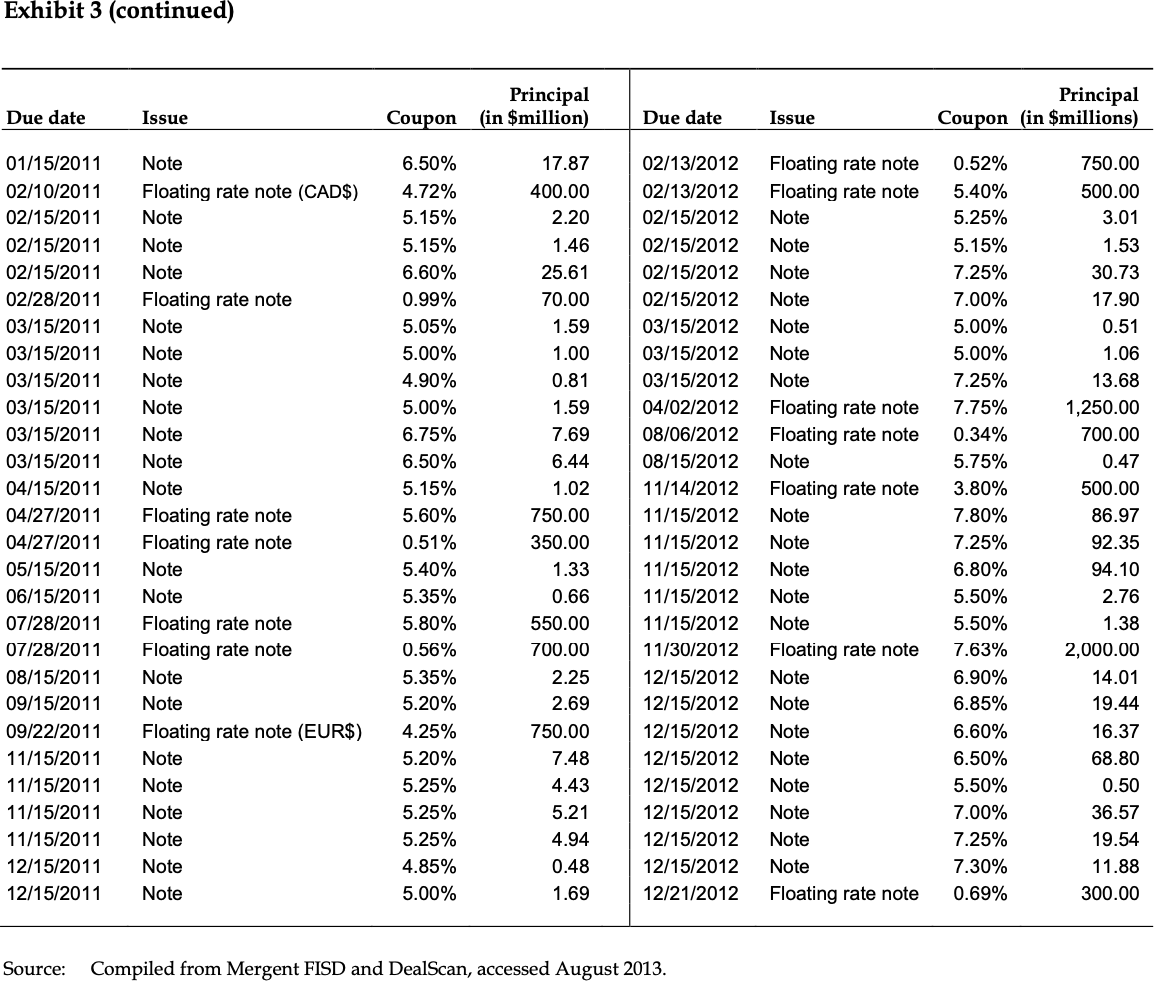 Exhibit 3 (continued)
Principal Principal
Due date Issue Coupon (in $million) Due date Issue Coupon (in $millions)
01/15/2011 Note 6.50% 17.87 02/13/2012 Floating rate note 0.52% 750.00
02/10/2011 Floating rate note (CAD$) 4.72% 400.00 02/13/2012 Floating rate note 5.40% 500.00
02/15/2011 Note 5.15% 2.20 02/15/2012 Note 5.25% 3.01
02/15/2011 Note 5.15% 1.46 02/15/2012 Note 5.15% 1.53
02/15/2011 Note 6.60% 25.61 02/15/2012 Note 7.25% 30.73
02/28/2011 Floating rate note 0.99% 70.00 02/15/2012 Note 7.00% 17.90
03/15/2011 Note 5.05% 1.59 03/15/2012 Note 5.00% 0.51
03/15/2011 Note 5.00% 1.00 03/15/2012 Note 5.00% 1.06
03/15/2011 Note 4.90% 0.81 03/15/2012 Note 7.25% 13.68
03/15/2011 Note 5.00% 1.59 04/02/2012 Floating rate note 7.75% 1,250.00
03/15/2011 Note 6.75% 7.69 08/06/2012 Floating rate note 0.34% 700.00
03/15/2011 Note 6.50% 6.44 08/15/2012 Note 5.75% 0.47
04/15/2011 Note 5.15% 1.02 11/14/2012 Floating rate note 3.80% 500.00
04/27/2011 Floating rate note 5.60% 750.00 11/15/2012 Note 7.80% 86.97
04/27/2011 Floating rate note 0.51% 350.00 11/15/2012 Note 7.25% 92.35
05/15/2011 Note 5.40% 1.33 11/15/2012 Note 6.80% 94.10
06/15/2011 Note 5.35% 0.66 11/15/2012 Note 5.50% 2.76
07/28/2011 Floating rate note 5.80% 550.00 11/15/2012 Note 5.50% 1.38
07/28/2011 Floating rate note 0.56% 700.00 11/30/2012 Floating rate note 7.63% 2,000.00
08/15/2011 Note 5.35% 2.25 12/15/2012 Note 6.90% 14.01
09/15/2011 Note 5.20% 2.69 12/15/2012 Note 6.85% 19.44
09/22/2011 Floating rate note (EUR$) 4.25% 750.00 12/15/2012 Note 6.60% 16.37
11/15/2011 Note 5.20% 7.48 12/15/2012 Note 6.50% 68.80
11/15/2011 Note 5.25% 4.43 12/15/2012 Note 5.50% 0.50
11/15/2011 Note 5.25% 5.21 12/15/2012 Note 7.00% 36.57
11/15/2011 Note 5.25% 4.94 12/15/2012 Note 7.25% 19.54
12/15/2011 Note 4.85% 0.48 12/15/2012 Note 7.30% 11.88
12/15/2011 Note 5.00% 1.69 12/21/2012 Floating rate note 0.69% 300.00
Source: Compiled from Mergent FISD and DealScan, accessed August 2013.